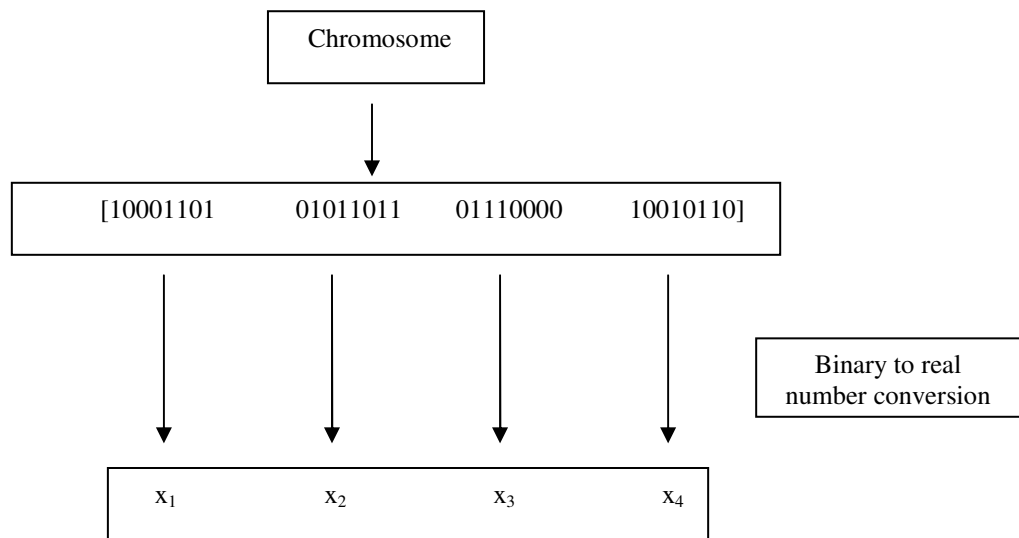 Chromosome
[10001101 01011011 01110000 10010110]
Binary to real
number conversion
x₁ x₂ x₃ x₄